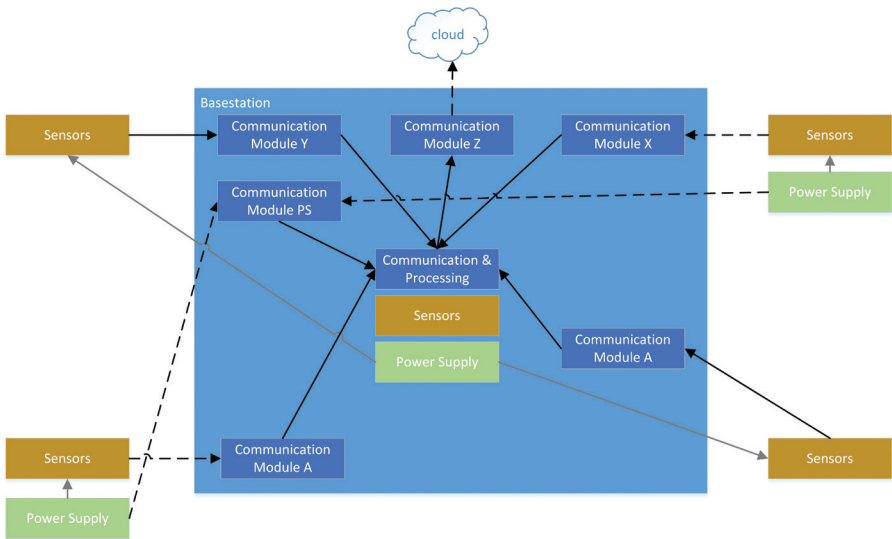 cloud
Basestation
Sensors
Communication
Module Y
Communication
Module Z
Communication
Module X
Sensors
Communication
Module PS
Power Supply
Communication &
Processing
Sensors
Power Supply
Communication
Module A
Sensors
Communication
Module A
Sensors
Power Supply